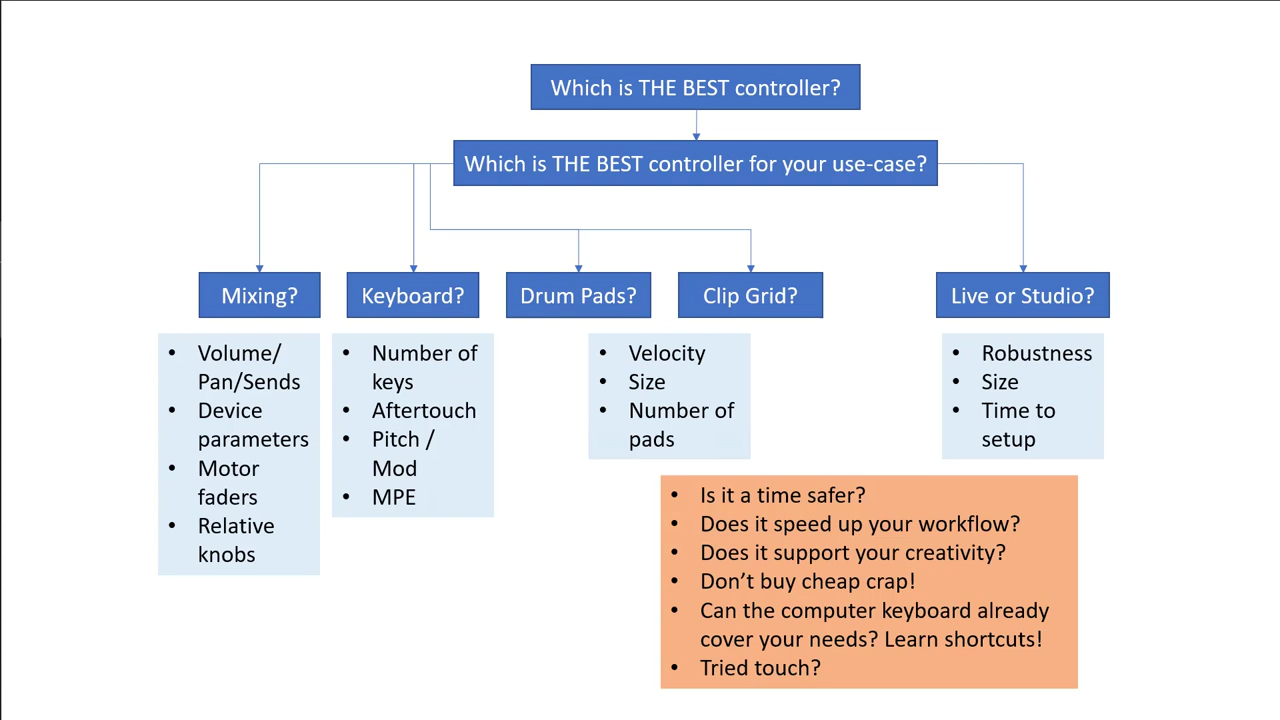 Which is THE BEST controller?
Which is THE BEST controller for your use-case?
Mixing?
Keyboard?
Drum Pads?
Clip Grid?
Live or Studio?
• Volume/
Pan/Sends
• Device
parameters
• Motor
faders
• Relative
knobs
• Number of
keys
• Aftertouch
• Pitch /
Mod
• MPE
• Velocity
• Size
• Number of
pads
• Robustness
• Size
• Time to
setup
• Is it a time safer?
• Does it speed up your workflow?
• Does it support your creativity?
• Don’t buy cheap crap!
• Can the computer keyboard already
cover your needs? Learn shortcuts!
• Tried touch?